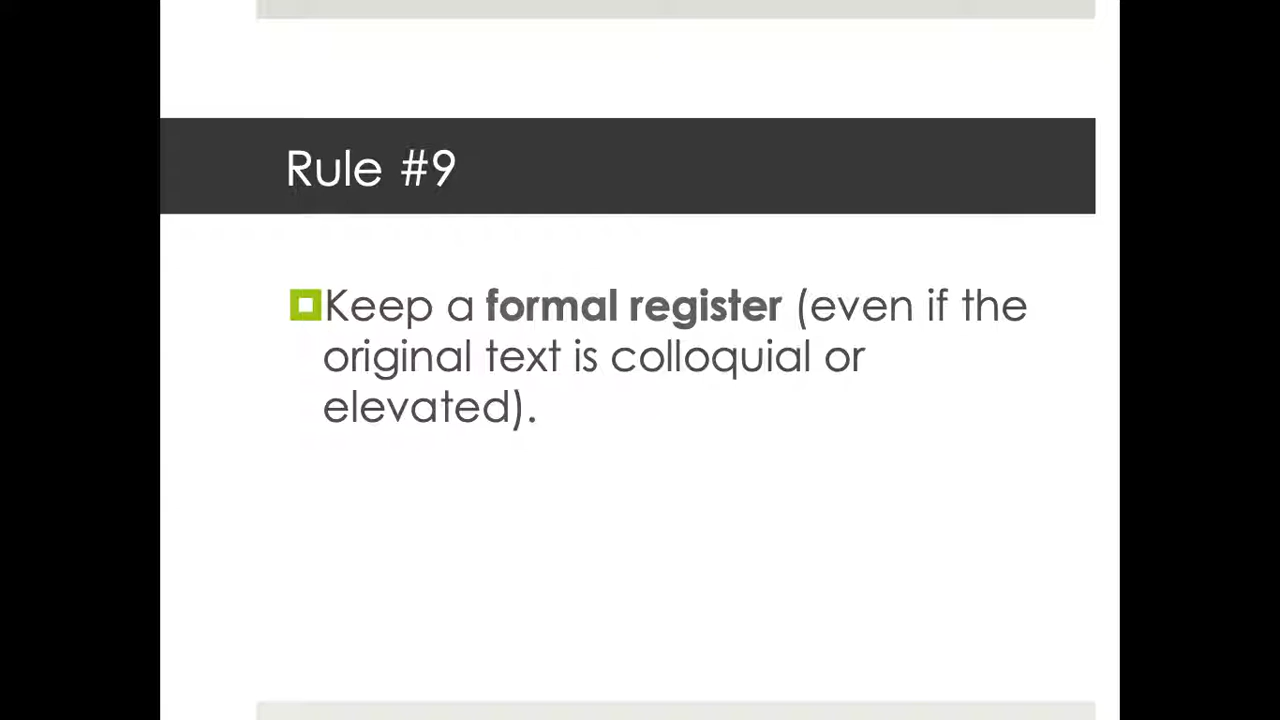 Rule #9
Keep a formal register (even if the
original text is colloquial or
elevated).